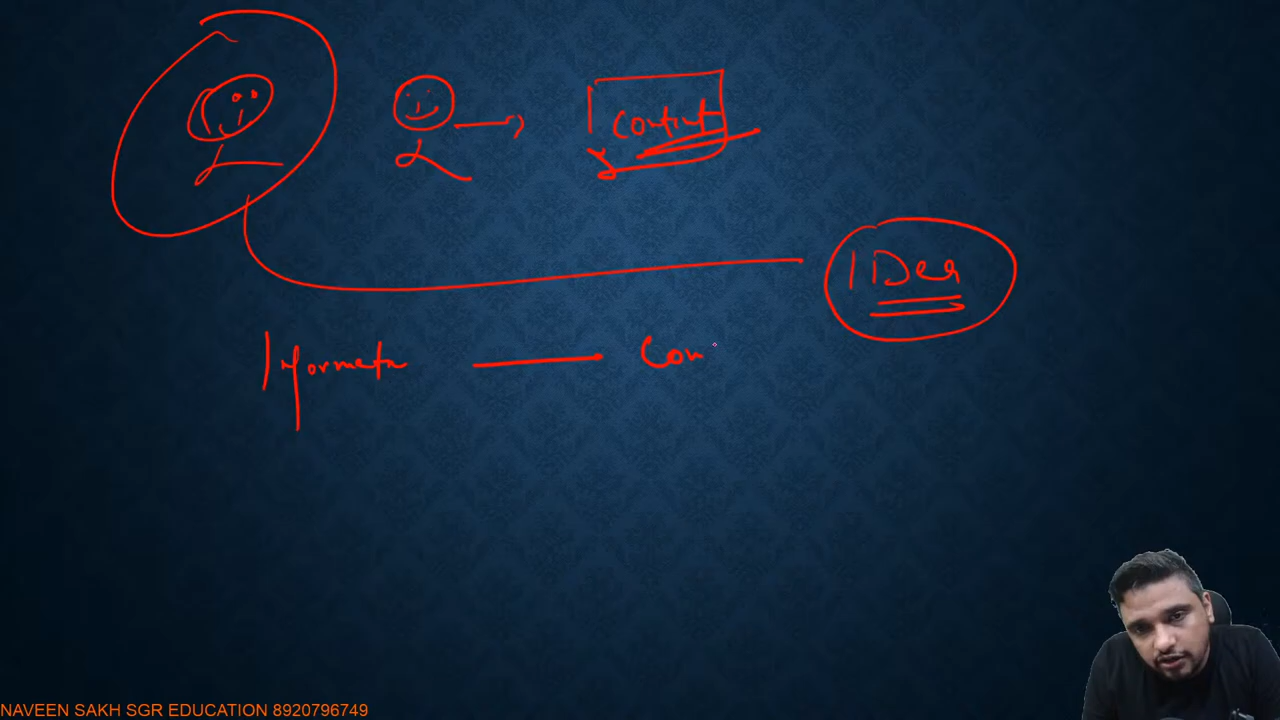 content
IDea
Informatn
Con
NAVEEN SAKH SGR EDUCATION 8920796749